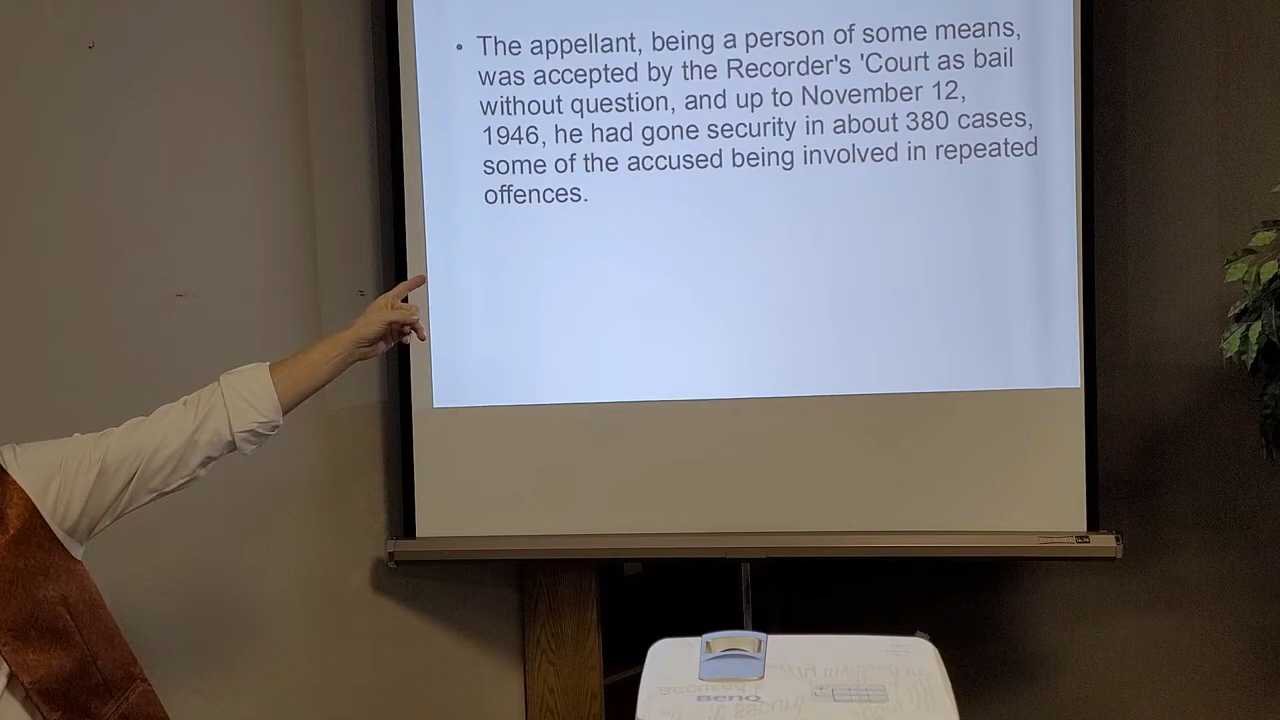 • The appellant, being a person of some means,
was accepted by the Recorder's 'Court as bail
without question, and up to November 12,
1946, he had gone security in about 380 cases,
some of the accused being involved in repeated
offences.
BenQ